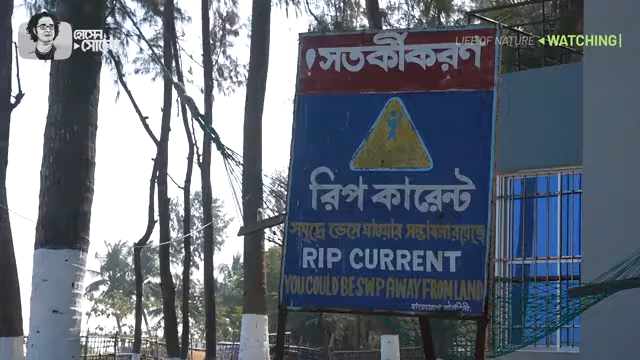 হোসেন
সোহেল
LIFE OF NATURE
WATCHING
! সতর্কীকরণ
রিপ কারেন্ট
সমুদ্রে ভেসে যাওয়ার সম্ভাবনা রয়েছে
RIP CURRENT
YOU COULD BE SWP AWAY FROM LAND